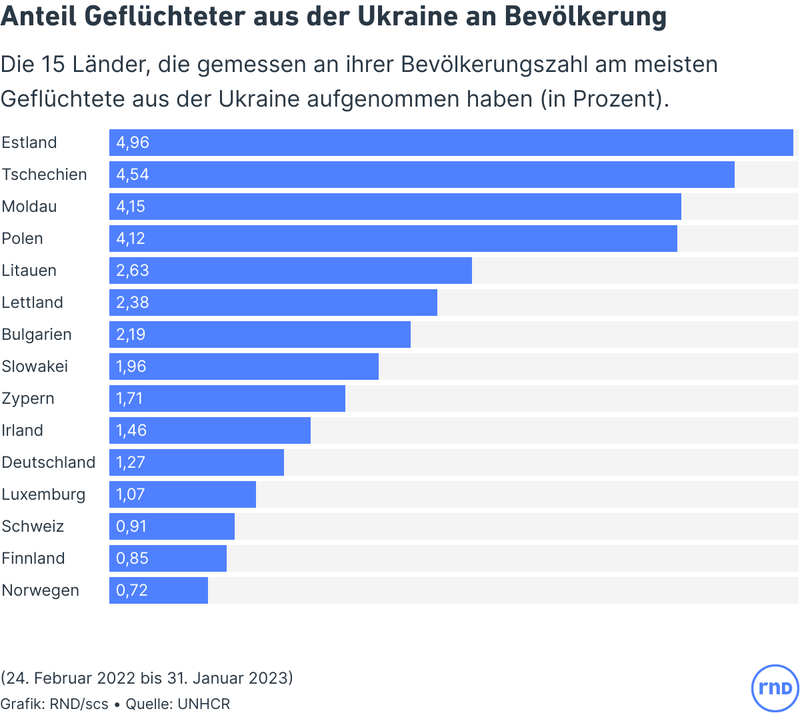 Anteil Geflüchteter aus der Ukraine an Bevölkerung
Die 15 Länder, die gemessen an ihrer Bevölkerungszahl am meisten
Geflüchtete aus der Ukraine aufgenommen haben (in Prozent).
Estland 4,96
Tschechien 4,54
Moldau 4,15
Polen 4,12
Litauen 2,63
Lettland 2,38
Bulgarien 2,19
Slowakei 1,96
Zypern 1,71
Irland 1,46
Deutschland 1,27
Luxemburg 1,07
Schweiz 0,91
Finnland 0,85
Norwegen 0,72
(24. Februar 2022 bis 31. Januar 2023)
Grafik: RND/scs • Quelle: UNHCR
rnD